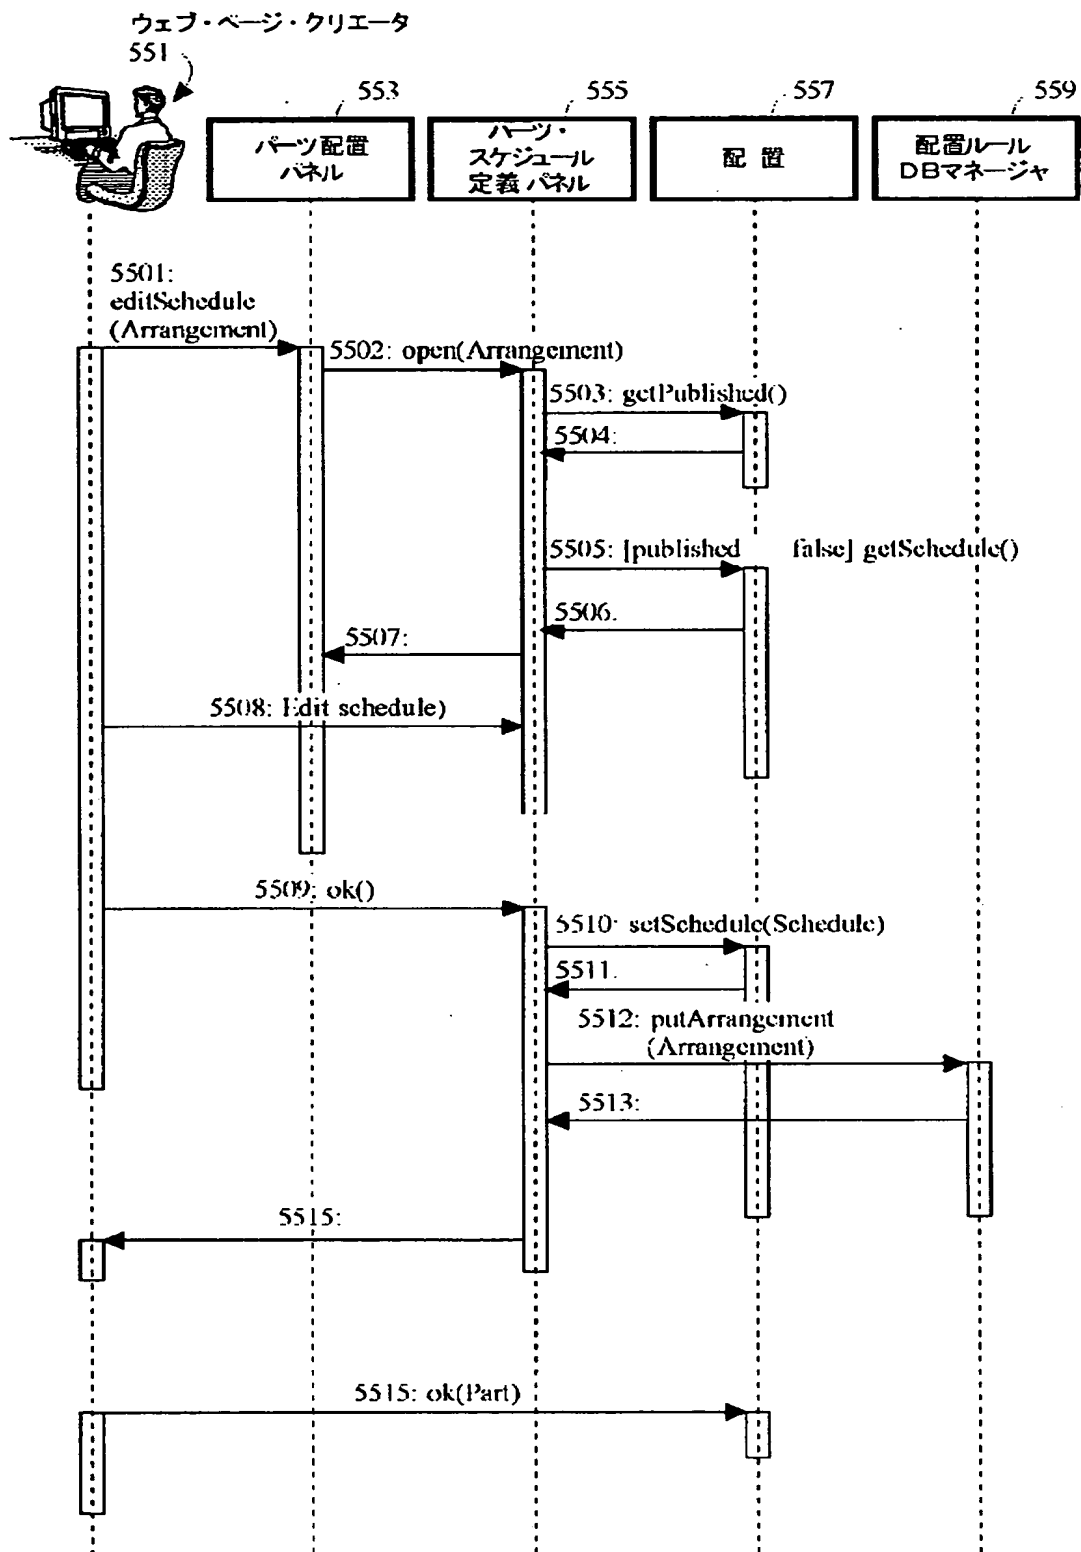 ウェブ・ページ・クリエータ
551
553
555
557
559
パーツ配置
パネル
ハーツ・
スケジュール
定義パネル
配置
配置ルール
DBマネージャ
5501:
editSchedule
(Arrangement)
5502: open(Arrangement)
5503: getPublished()
5504:
5505: [published false] getSchedule()
5506.
5507:
5508: Edit schedule)
5509: ok()
5510: setSchedule(Schedule)
5511.
5512: putArrangement
(Arrangement)
5513:
5515:
5515: ok(Part)